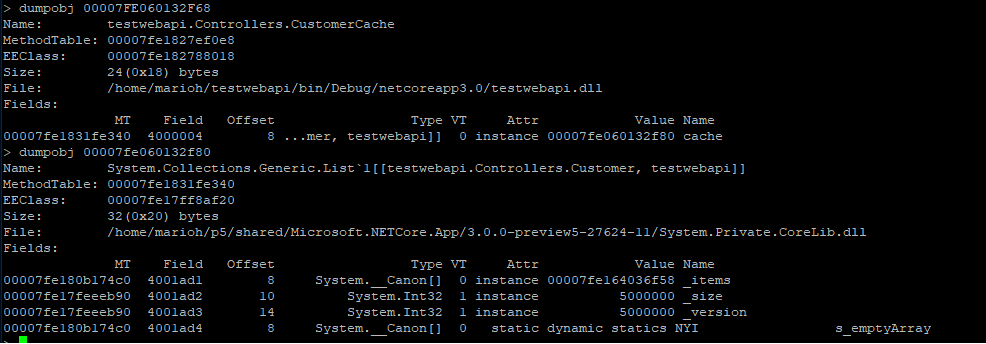 > dumpobj 00007FE060132F68
Name: testwebapi.Controllers.CustomerCache
MethodTable: 00007fe1827ef0e8
EEClass: 00007fe182788018
Size: 24(0x18) bytes
File: /home/marioh/testwebapi/bin/Debug/netcoreapp3.0/testwebapi.dll
Fields:
MT Field Offset Type VT Attr Value Name
00007fe1831fe340 4000004 8 ...mer, testwebapi]] 0 instance 00007fe060132f80 cache
> dumpobj 00007fe060132f80
Name: System.Collections.Generic.List`1[[testwebapi.Controllers.Customer, testwebapi]]
MethodTable: 00007fe1831fe340
EEClass: 00007fe17ff8af20
Size: 32(0x20) bytes
File: /home/marioh/p5/shared/Microsoft.NETCore.App/3.0.0-preview5-27624-11/System.Private.CoreLib.dll
Fields:
MT Field Offset Type VT Attr Value Name
00007fe180b174c0 4001ad1 8 System.__Canon[] 0 instance 00007fe164036f58 _items
00007fe17feeeb90 4001ad2 10 System.Int32 1 instance 5000000 _size
00007fe17feeeb90 4001ad3 14 System.Int32 1 instance 5000000 _version
00007fe180b174c0 4001ad4 8 System.__Canon[] 0 static dynamic statics NYI s_emptyArray
>